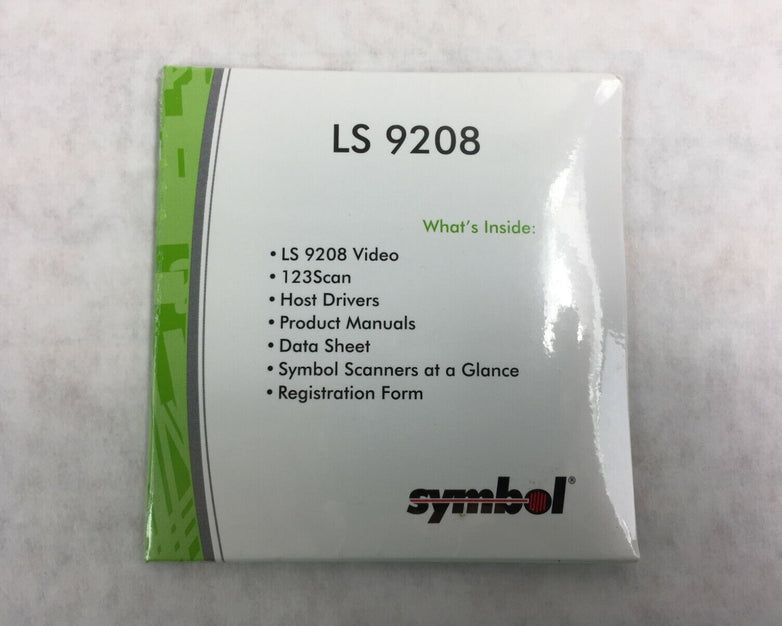 LS 9208
What's Inside:
• LS 9208 Video
• 123Scan
• Host Drivers
• Product Manuals
• Data Sheet
• Symbol Scanners at a Glance
• Registration Form
symbol®